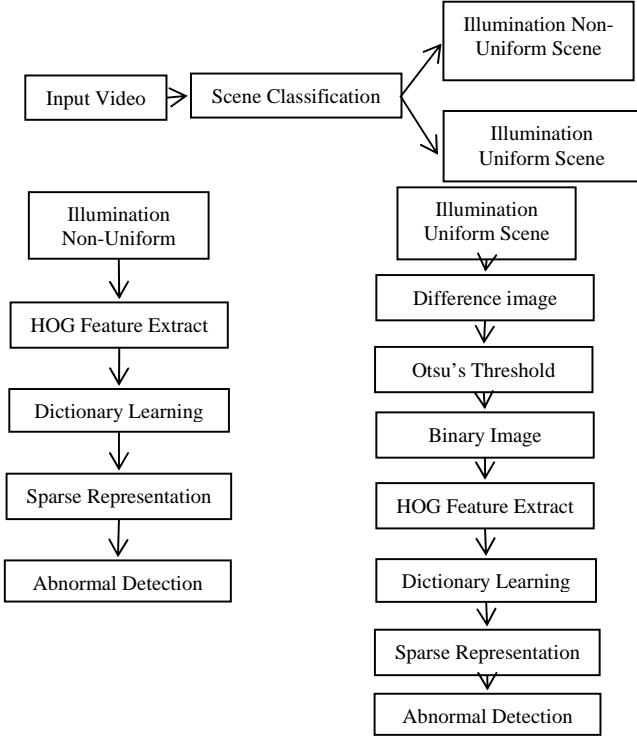 Illumination Non-
Uniform Scene
Input Video
Scene Classification
Illumination
Uniform Scene
Illumination
Non-Uniform
HOG Feature Extract
Dictionary Learning
Sparse Representation
Abnormal Detection
Illumination
Uniform Scene
Difference image
Otsu's Threshold
Binary Image
HOG Feature Extract
Dictionary Learning
Sparse Representation
Abnormal Detection